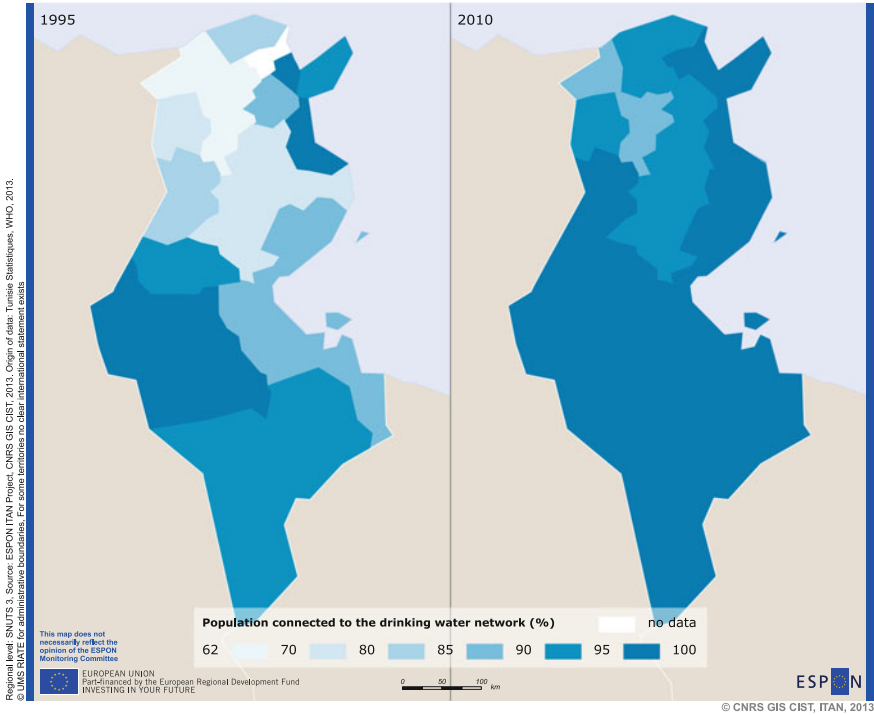 1995
2010
Regional level: SNUTS 3, Source: ESPON ITAN Project, CNRS GIS CIST, 2013. Origin of data: Tunisie Statistiques, WHO, 2013.
© UMS RIATE for administrative boundaries, For some territories no clear international statement exists
Population connected to the drinking water network (%)
no data
62 70 80 85 90 95 100
This map does not
necessarily reflect the
opinion of the ESPON
Monitoring Committee
EUROPEAN UNION
Part-financed by the European Regional Development Fund
INVESTING IN YOUR FUTURE
0 50 100
km
ESPON
© CNRS GIS CIST, ITAN, 2013